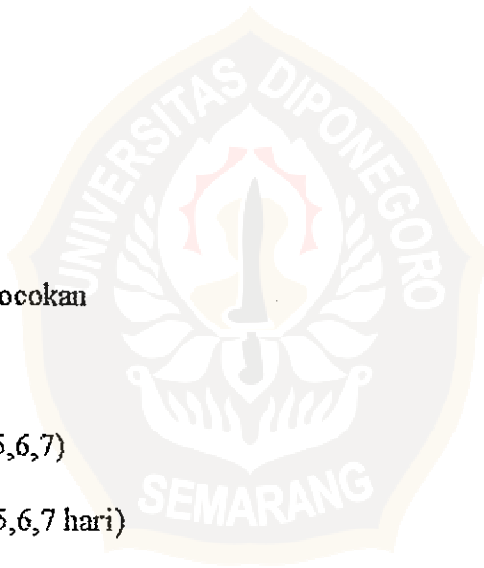 UNIVERSITAS DIPONEGORO
ocokan
5,6,7)
SEMARANG
5,6,7 hari)